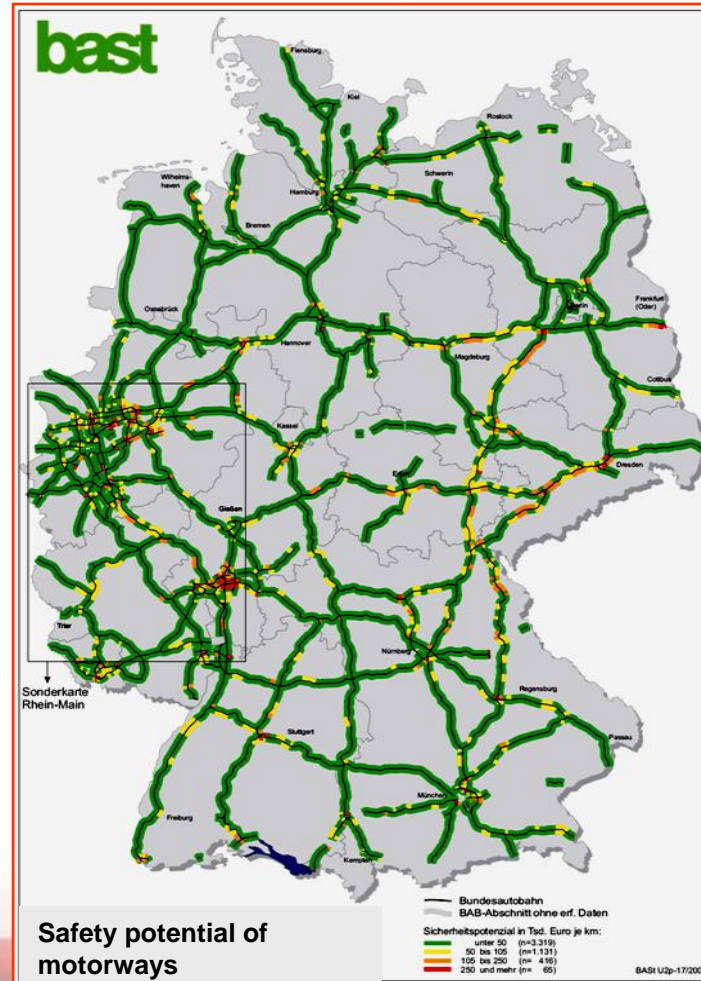 bast
Flensburg
Kiel
Rostock
Wilhelms-
haven
Hamburg
Schwerin
Bremen
Osnabrück
Berlin
Frankfurt
(Oder)
Hannover
Magdeburg
Cottbus
Kassel
Dresden
Gießen
Trier
Nürnberg
Sonderkarte
Rhein-Main
Regensburg
Stuttgart
Passau
München
Freiburg
Kempten
Bundesautobahn
BAB-Abschnitt ohne erf. Daten
Sicherheitspotenzial in Tsd. Euro je km:
unter 50 (n=3.319)
50 bis 105 (n=1.131)
105 bis 250 (n= 416)
250 und mehr (n= 65)
Safety potential of
motorways